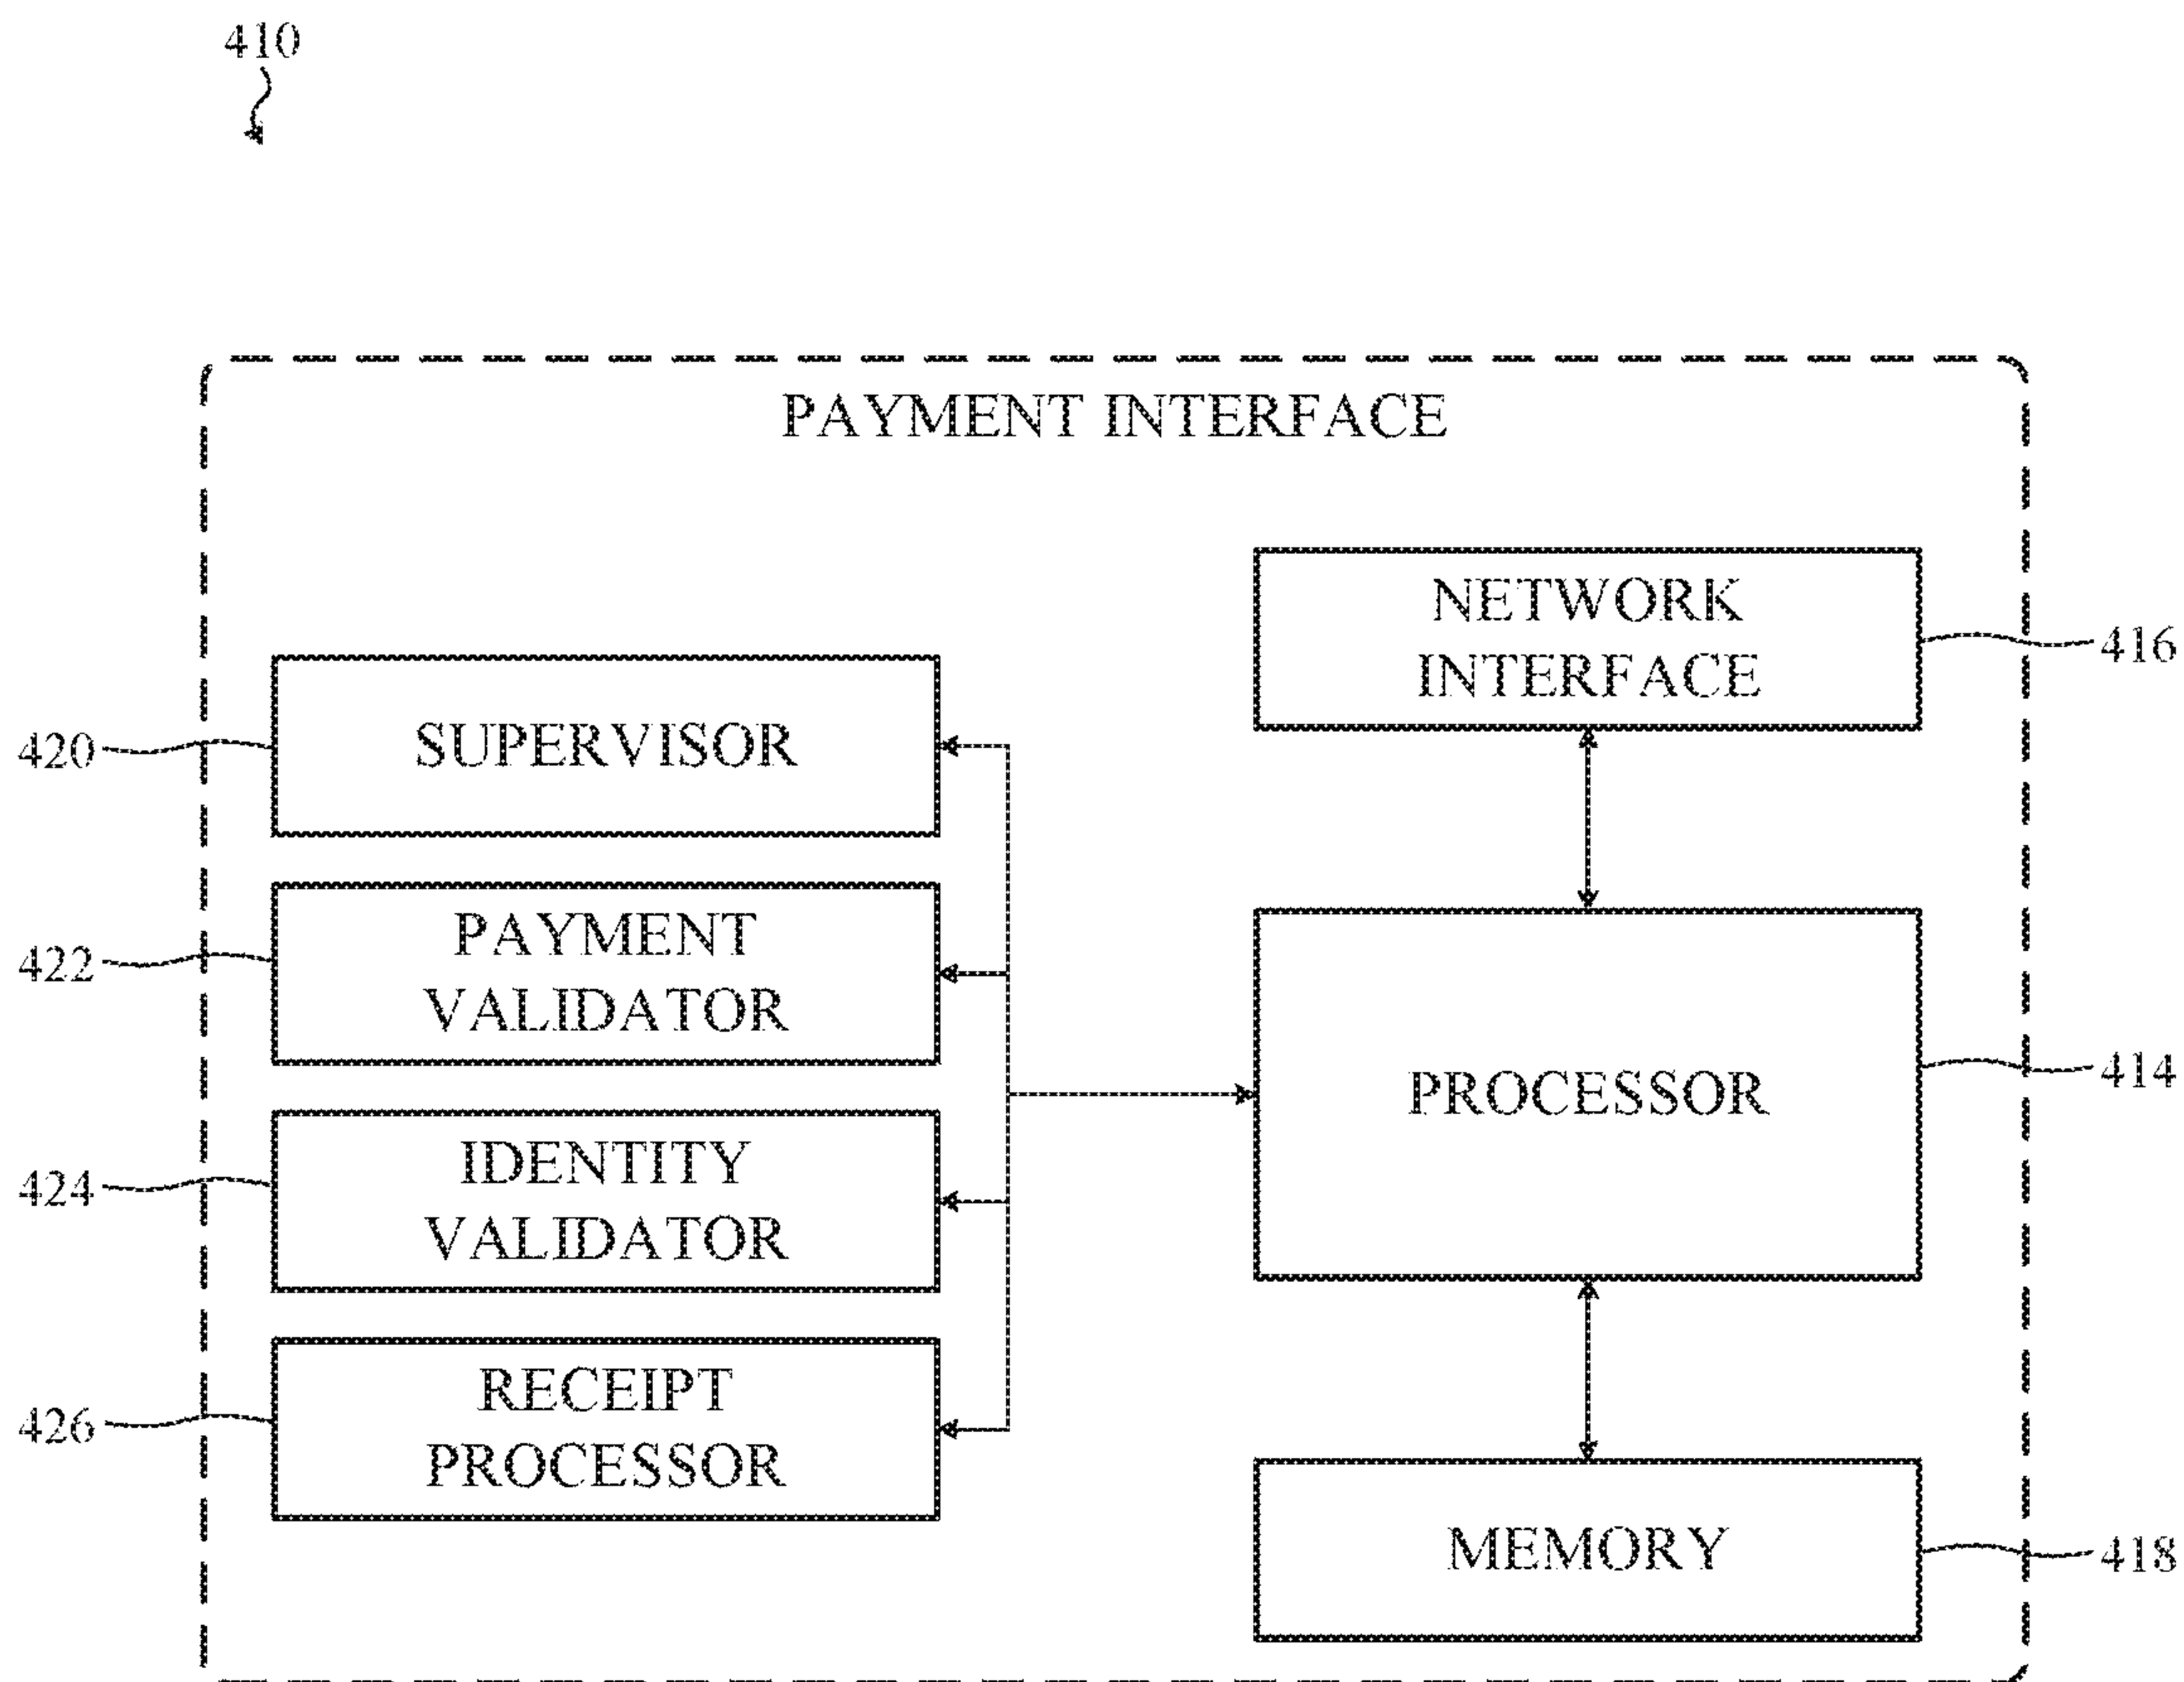 410
PAYMENT INTERFACE
NETWORK
INTERFACE
416
420
SUPERVISOR
422
PAYMENT
VALIDATOR
PROCESSOR
414
424
IDENTITY
VALIDATOR
426
RECEIPT
PROCESSOR
MEMORY
418